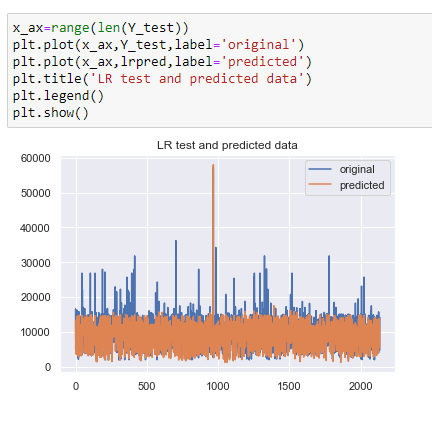 x_ax=range(len(Y_test))
plt.plot(x_ax,Y_test,label='original')
plt.plot(x_ax,lrpred,label='predicted')
plt.title('LR test and predicted data')
plt.legend()
plt.show()
LR test and predicted data
60000
original
predicted
50000
40000
30000
20000
10000
0
0 500 1000 1500 2000